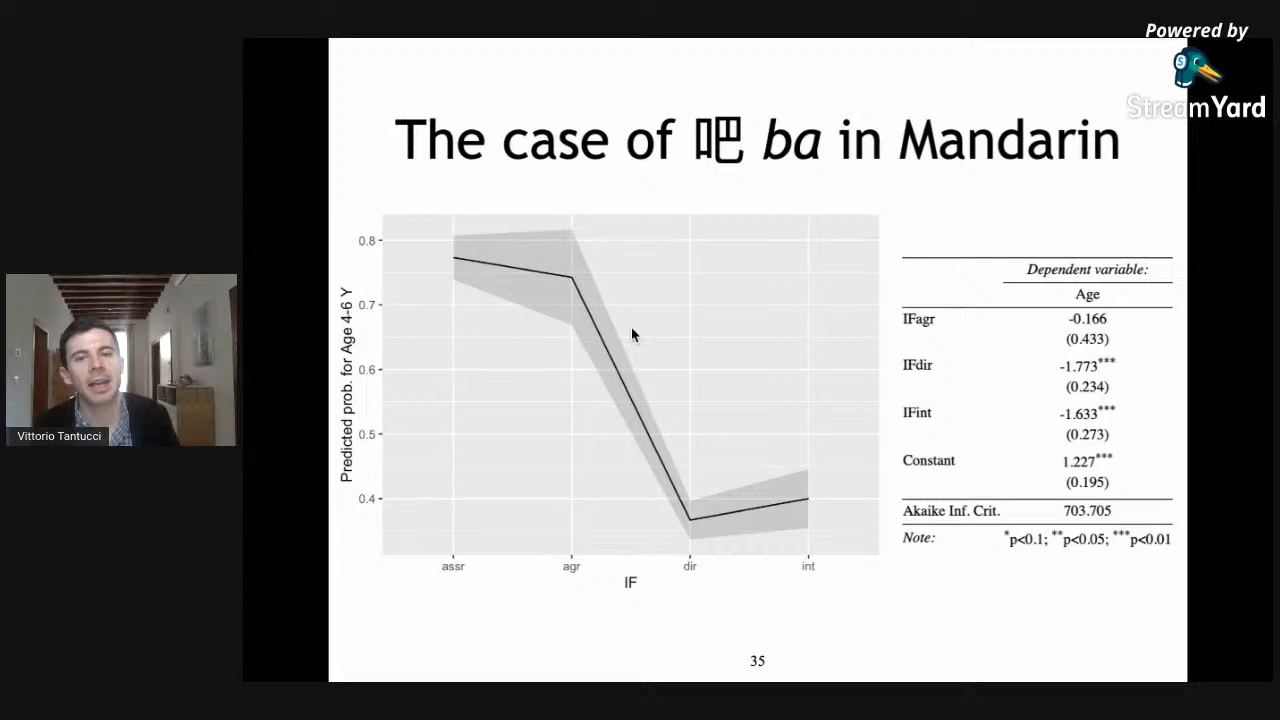 Powered by
StreamYard
The case of 吧 ba in Mandarin
Predicted prob. for Age 4-6 Y
0.8
0.7
0.6
0.5
0.4
assr agr dir int
IF
Dependent variable:
Age
IFagr -0.166
(0.433)
IFdir -1.773***
(0.234)
IFint -1.633***
(0.273)
Constant 1.227***
(0.195)
Akaike Inf. Crit. 703.705
Note: *p<0.1; **p<0.05; ***p<0.01
35
Vittorio Tantucci